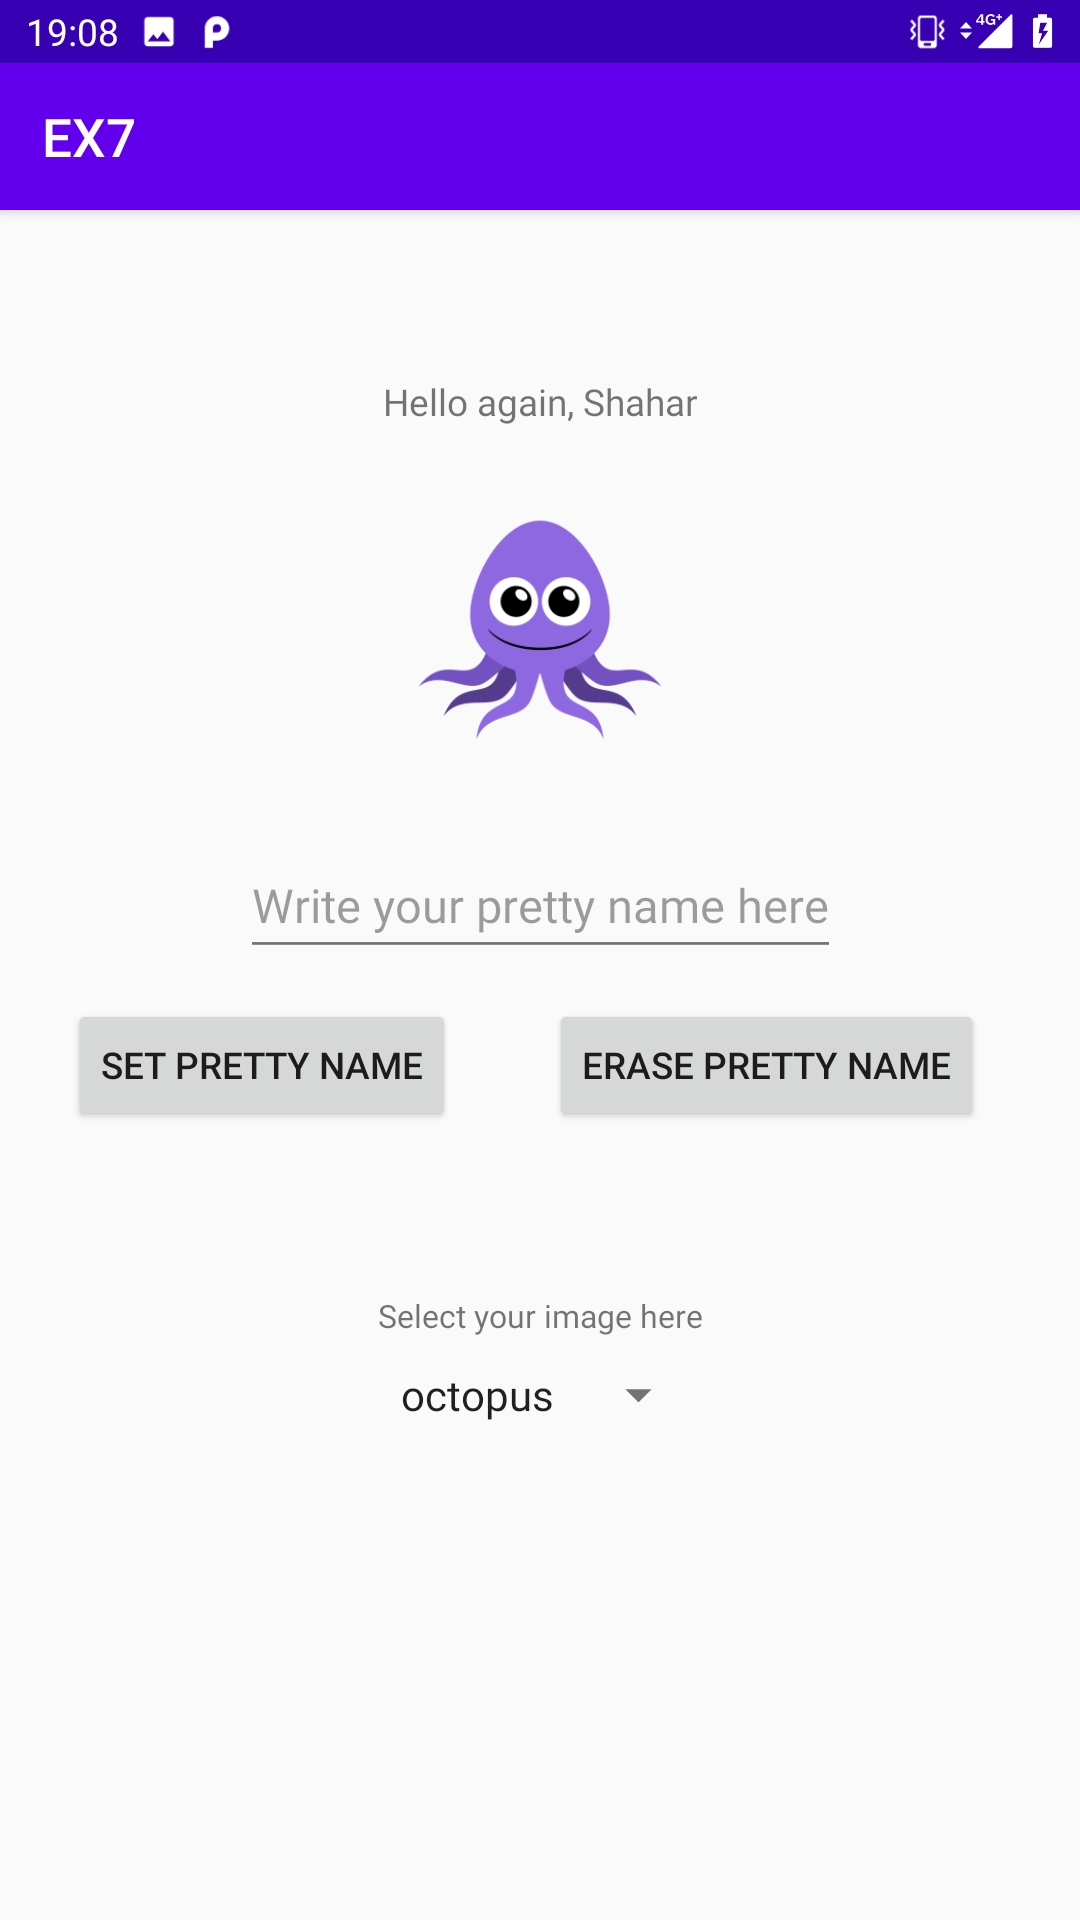 19:08
4G+
EX7
Hello again, Shahar
Write your pretty name here
SET PRETTY NAME
ERASE PRETTY NAME
Select your image here
octopus